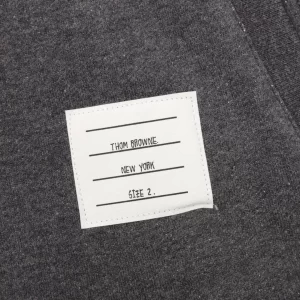 THOM BROWNE.
NEW YORK
SIZE 2.